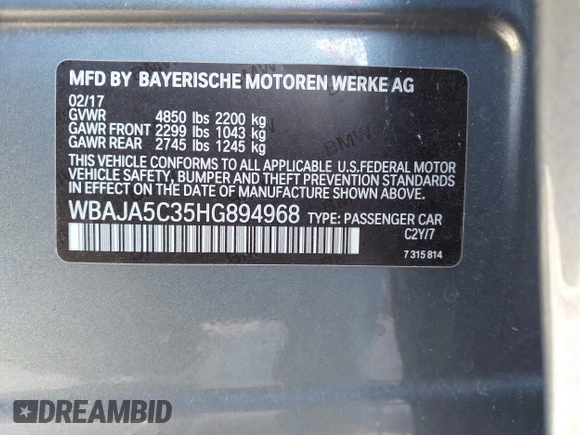 MFD BY BAYERISCHE MOTOREN WERKE AG
02/17
GVWR 4850 lbs 2200 kg
GAWR FRONT 2299 lbs 1043 kg
GAWR REAR 2745 lbs 1245 kg
THIS VEHICLE CONFORMS TO ALL APPLICABLE U.S.FEDERAL MOTOR
VEHICLE SAFETY, BUMPER, AND THEFT PREVENTION STANDARDS
IN EFFECT ON THE DATE OF MANUFACTURE SHOWN ABOVE.
WBAJA5C35HG894968 TYPE: PASSENGER CAR
C2Y/7
7 315 814
DREAMBID